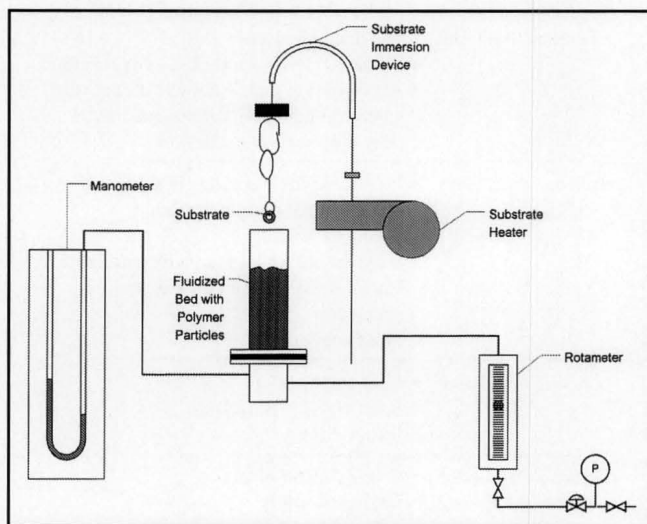 Substrate
Immersion
Device
Manometer
Substrate
Substrate
Heater
Fluidized
Bed with
Polymer
Particles
Rotameter
P